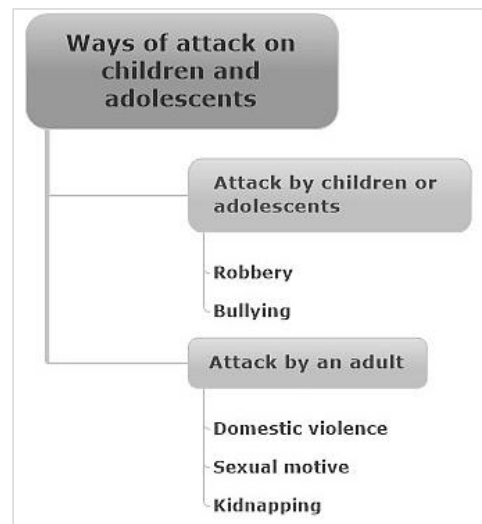 Ways of attack on
children and
adolescents
Attack by children or
adolescents
Robbery
Bullying
Attack by an adult
Domestic violence
Sexual motive
Kidnapping